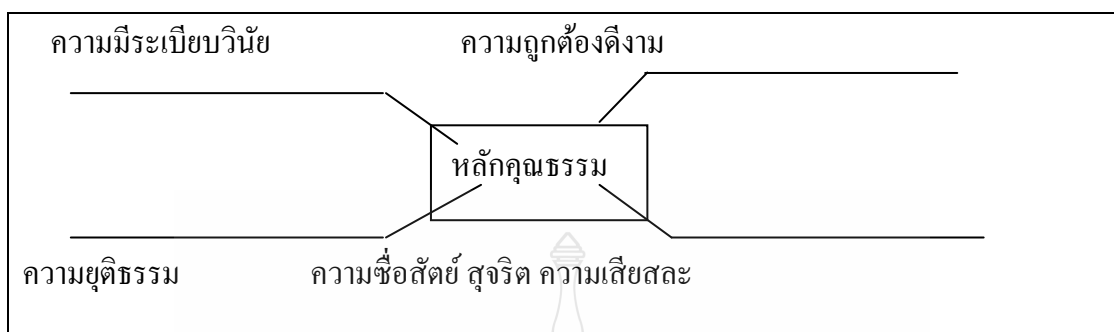 ความมีระเบียบวินัย ความถูกต้องดีงาม
หลักคุณธรรม
ความยุติธรรม ความซื่อสัตย์ สุจริต ความเสียสละ